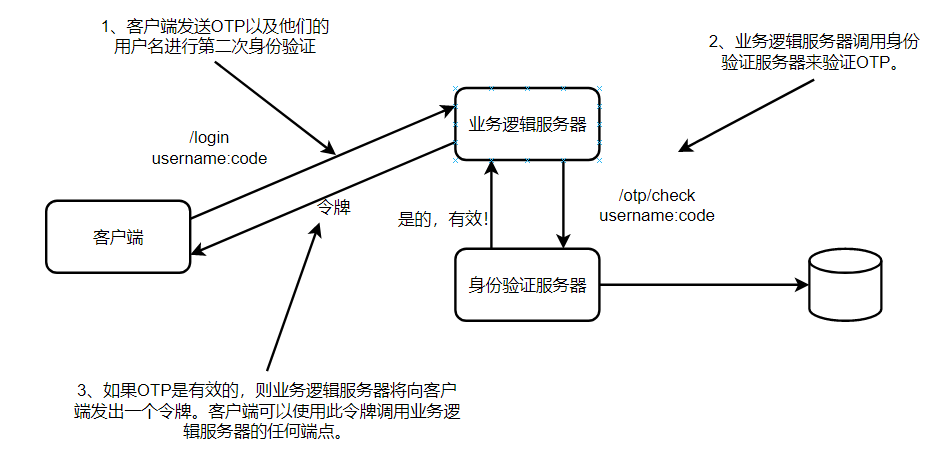 1、客户端发送OTP以及他们的
用户名进行第二次身份验证
2、业务逻辑服务器调用身份
验证服务器来验证OTP。
/login
username:code
业务逻辑服务器
/otp/check
username:code
令牌
是的，有效！
客户端
身份验证服务器
3、如果OTP是有效的，则业务逻辑服务器将向客户
端发出一个令牌。客户端可以使用此令牌调用业务逻
辑服务器的任何端点。